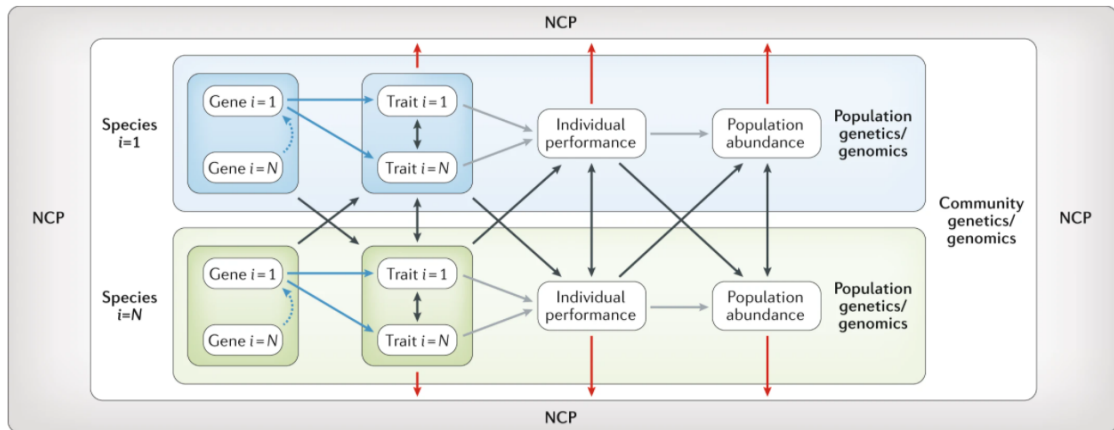 NCP
NCP
Species
i=1
Gene i=1
Gene i=N
Trait i=1
Trait i=N
Individual
performance
Population
abundance
Population
genetics/
genomics
Community
genetics/
genomics
NCP
Species
i=N
Gene i=1
Gene i=N
Trait i=1
Trait i=N
Individual
performance
Population
abundance
Population
genetics/
genomics
NCP